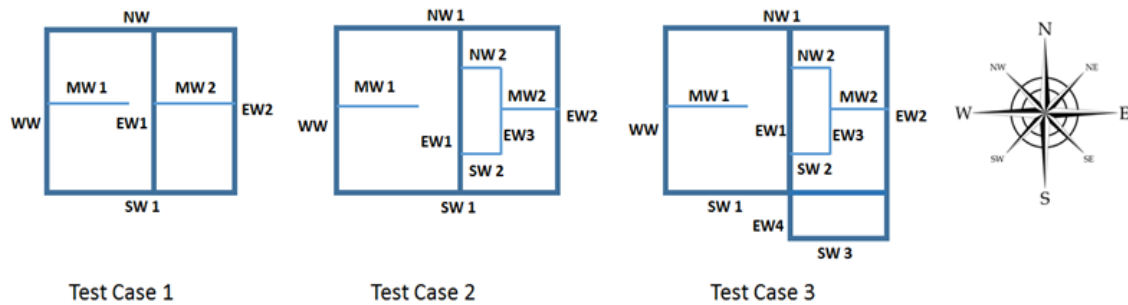 NW
MW 1
MW 2
WW
EW1
EW2
SW 1
Test Case 1
NW 1
NW 2
MW 1
MW2
WW
EW1
EW3
EW2
SW 2
SW 1
Test Case 2
NW 1
NW 2
MW 1
MW2
WW
EW1
EW3
EW2
SW 2
SW 1
EW4
SW 3
Test Case 3
N
NW
NE
W
E
SW
SE
S